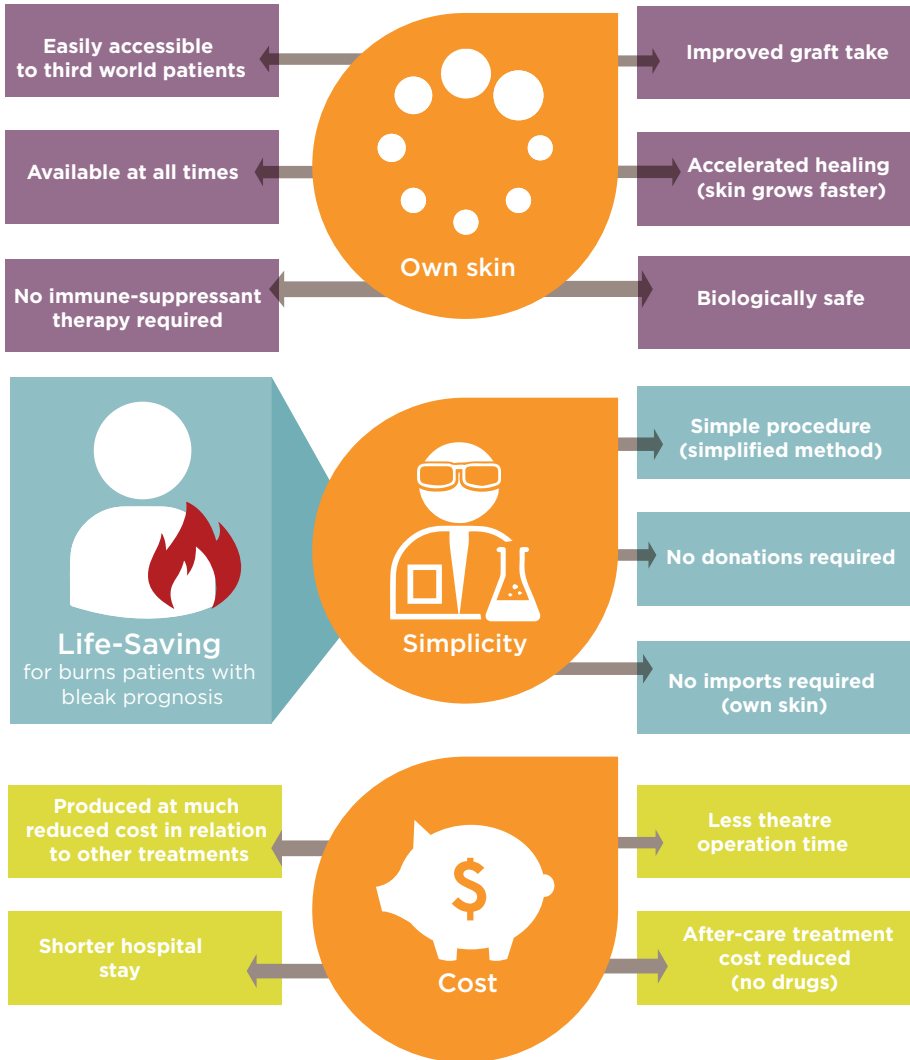 Easily accessible
to third world patients
Improved graft take
Available at all times
Accelerated healing
(skin grows faster)
Own skin
No immune-suppressant
therapy required
Biologically safe
Life-Saving
for burns patients with
bleak prognosis
Simplicity
Simple procedure
(simplified method)
No donations required
No imports required
(own skin)
Produced at much
reduced cost in relation
to other treatments
Less theatre
operation time
$
Shorter hospital
stay
Cost
After-care treatment
cost reduced
(no drugs)